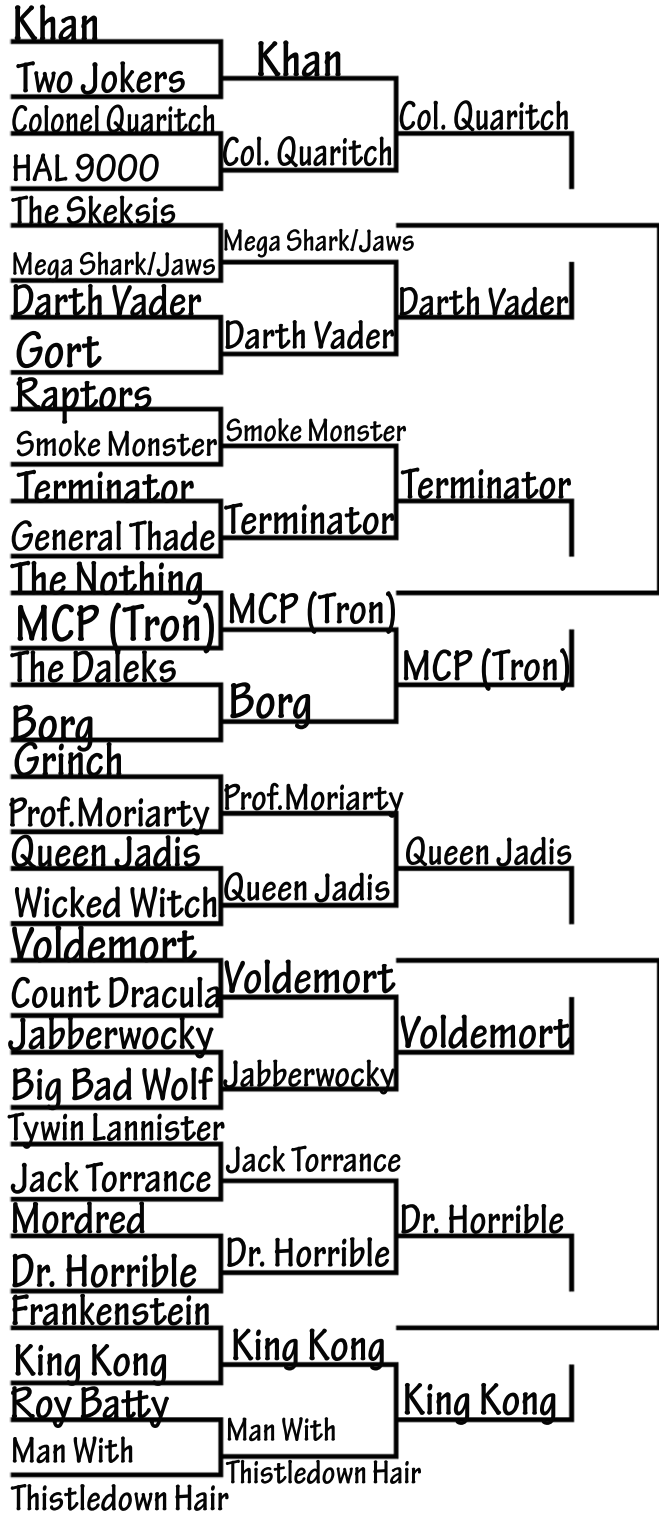 Khan
Two Jokers
Colonel Quaritch
HAL 9000
The Skeksis
Mega Shark/Jaws
Darth Vader
Gort
Raptors
Smoke Monster
Terminator
General Thade
The Nothing
MCP (Tron)
The Daleks
Borg
Grinch
Prof.Moriarty
Queen Jadis
Wicked Witch
Voldemort
Count Dracula
Jabberwocky
Big Bad Wolf
Tywin Lannister
Jack Torrance
Mordred
Dr. Horrible
Frankenstein
King Kong
Roy Batty
Man With
Thistledown Hair
Khan
Col. Quaritch
Mega Shark/Jaws
Darth Vader
Smoke Monster
Terminator
MCP (Tron)
Borg
Prof.Moriarty
Queen Jadis
Voldemort
Jabberwocky
Jack Torrance
Dr. Horrible
King Kong
Man With
Thistledown Hair
Col. Quaritch
Darth Vader
Terminator
MCP (Tron)
Queen Jadis
Voldemort
Dr. Horrible
King Kong